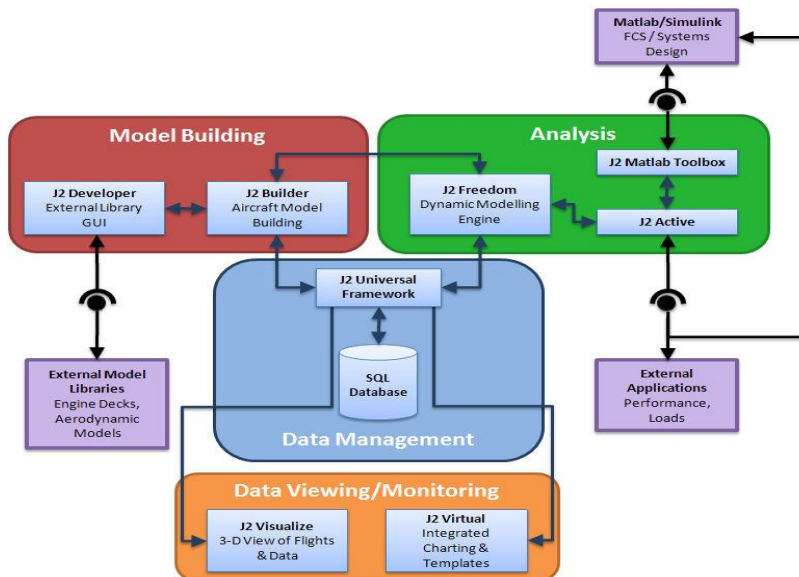 Matlab/Simulink
FCS / Systems
Design
Model Building
Analysis
J2 Developer
External Library
GUI
J2 Builder
Aircraft Model
Building
J2 Freedom
Dynamic Modelling
Engine
J2 Matlab Toolbox
J2 Active
J2 Universal
Framework
SQL
Database
Data Management
External Model
Libraries
Engine Decks,
Aerodynamic
Models
External
Applications
Performance,
Loads
Data Viewing/Monitoring
J2 Visualize
3-D View of Flights
& Data
J2 Virtual
Integrated
Charting &
Templates